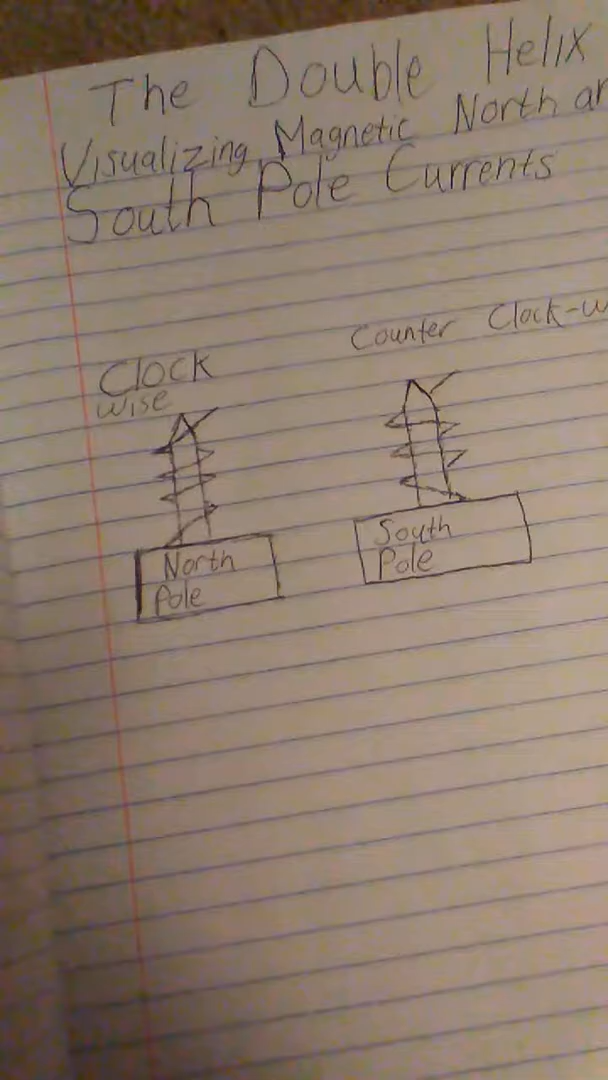 The Double Helix
Visualizing Magnetic North
South Pole Currents
Counter Clock-
Clock
wise
North
Pole
South
Pole